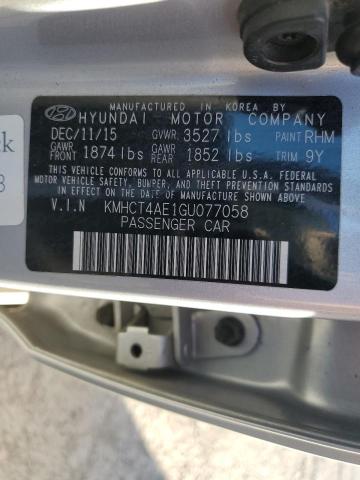 MANUFACTURED IN KOREA BY
HYUNDAI MOTOR COMPANY
DEC/11/15 GVWR 3527 lbs PAINT RHM
GAWR FRONT 1874 lbs GAWR REAR 1852 lbs TRIM 9Y
THIS VEHICLE CONFORMS TO ALL APPLICABLE U.S.A. FEDERAL
MOTOR VEHICLE SAFETY, BUMPER, AND THEFT PREVENTION STANDARDS
IN EFFECT ON THE DATE OF MANUFACTURE SHOWN ABOVE.
V.I.N KMHCT4AE1GU077058
PASSENGER CAR